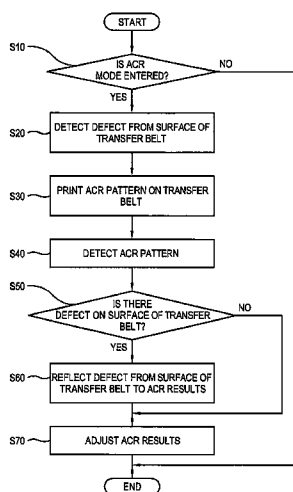 START
S10
IS ACR
MODE ENTERED?
NO
YES
S20
DETECT DEFECT FROM SURFACE OF
TRANSFER BELT
S30
PRINT ACR PATTERN ON TRANSFER
BELT
S40
DETECT ACR PATTERN
S50
IS THERE
DEFECT ON SURFACE OF TRANSFER
BELT?
NO
YES
S60
REFLECT DEFECT FROM SURFACE OF
TRANSFER BELT TO ACR RESULTS
S70
ADJUST ACR RESULTS
END